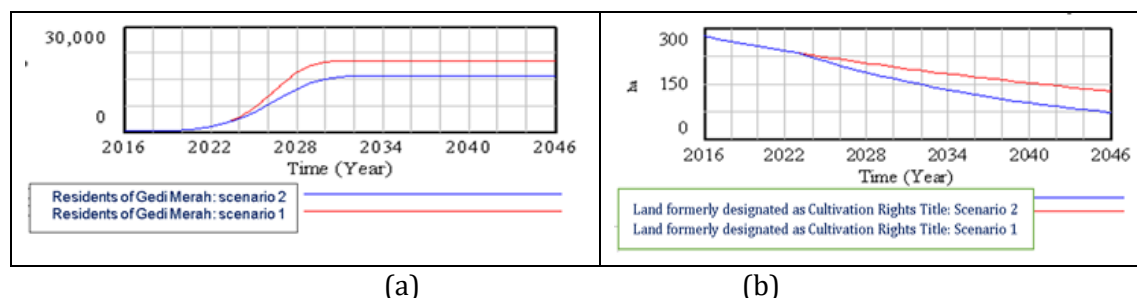 30,000
0
2016 2022 2028 2034 2040 2046
Time (Year)
Residents of Gedi Merah: scenario 2
Residents of Gedi Merah: scenario 1
(a)
300
150
0
ha
2016 2022 2028 2034 2040 2046
Time (Year)
Land formerly designated as Cultivation Rights Title: Scenario 2
Land formerly designated as Cultivation Rights Title: Scenario 1
(b)